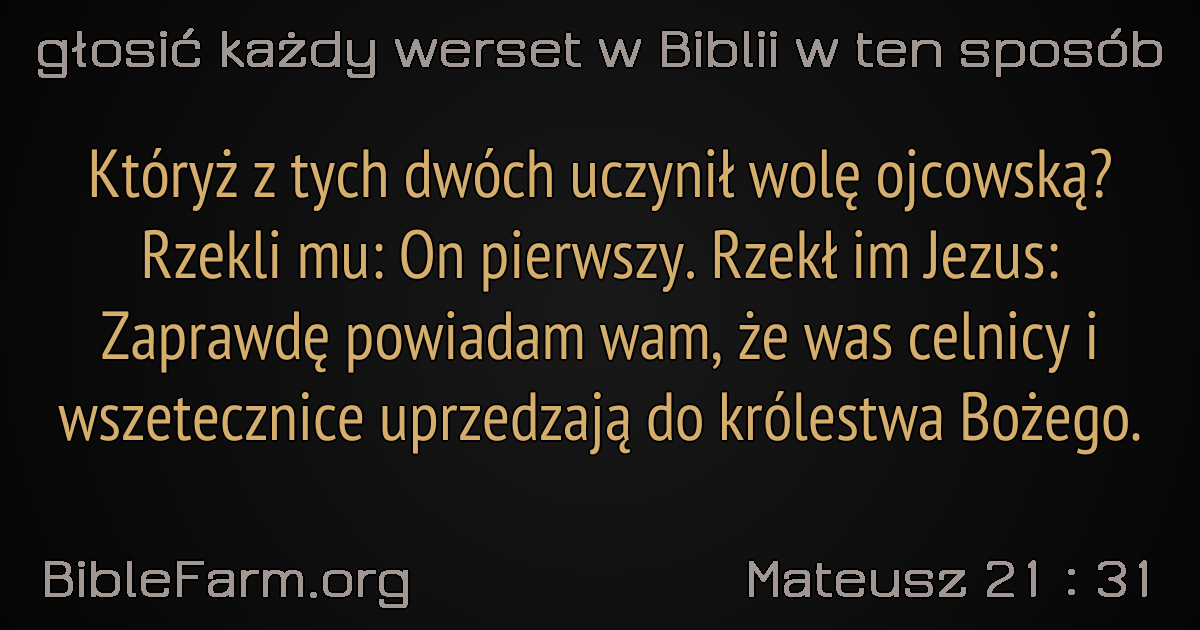 głosić każdy werset w Biblii w ten sposób
Któryż z tych dwóch uczynił wolę ojcowską?
Rzekli mu: On pierwszy. Rzekł im Jezus:
Zaprawdę powiadam wam, że was celnicy i
wszetecznice uprzedzają do królestwa Bożego.
BibleFarm.org
Mateusz 21 : 31